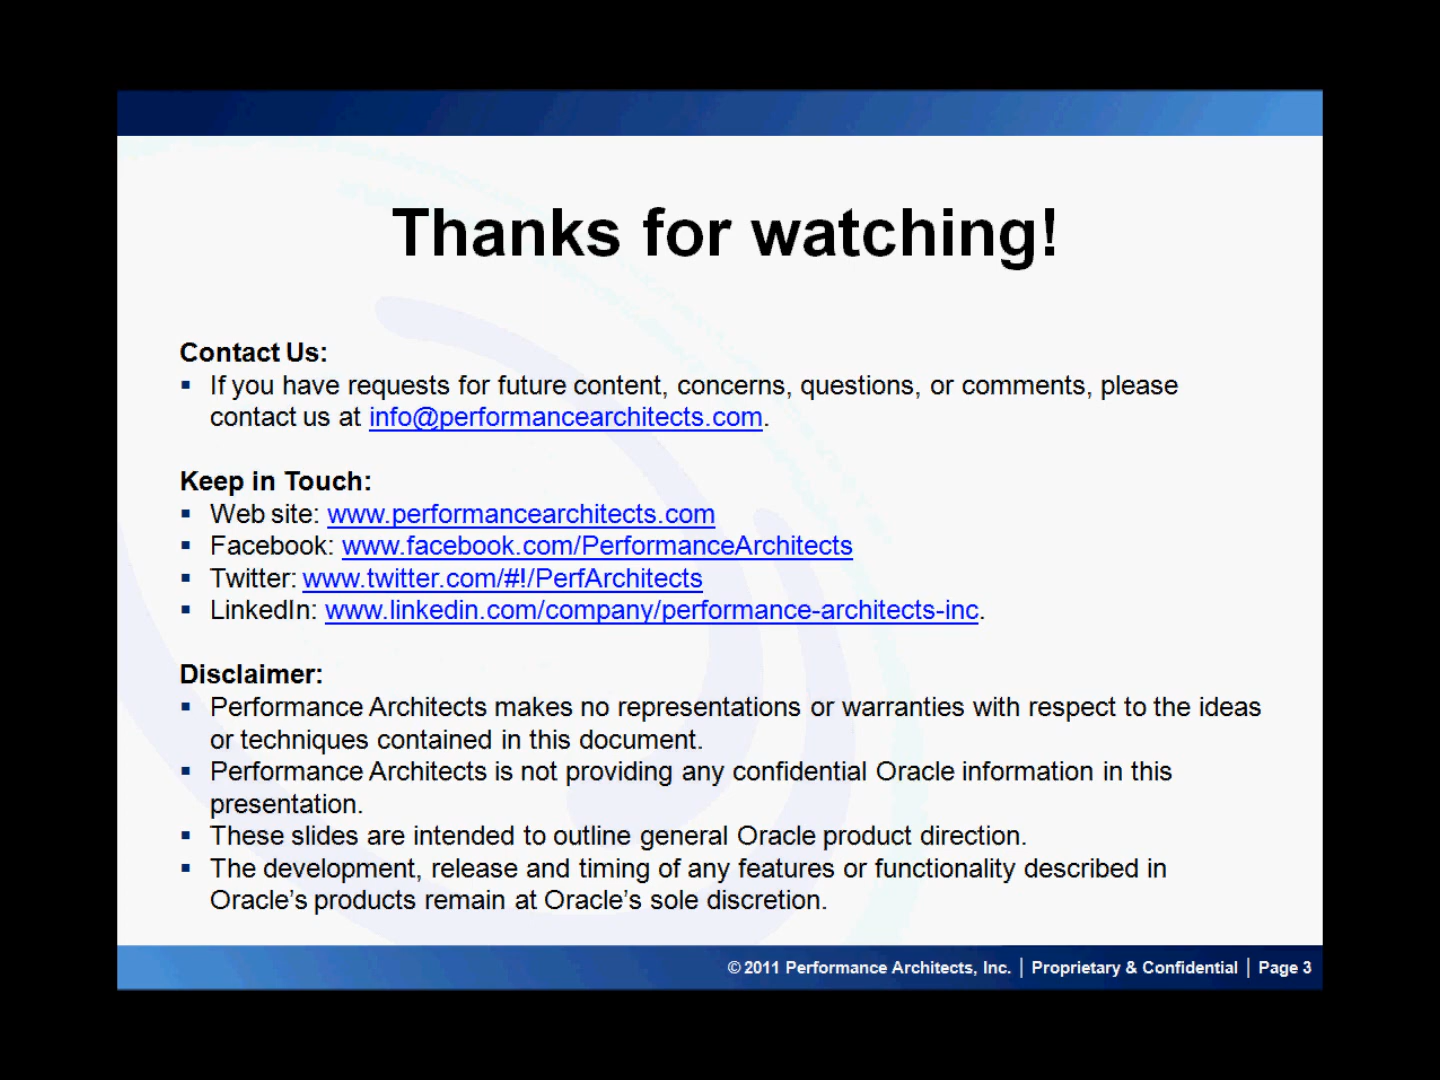 Thanks for watching!
Contact Us:
▪ If you have requests for future content, concerns, questions, or comments, please
contact us at info@performancearchitects.com.
Keep in Touch:
▪ Web site: www.performancearchitects.com
▪ Facebook: www.facebook.com/PerformanceArchitects
▪ Twitter: www.twitter.com/#!/PerfArchitects
▪ LinkedIn: www.linkedin.com/company/performance-architects-inc.
Disclaimer:
▪ Performance Architects makes no representations or warranties with respect to the ideas
or techniques contained in this document.
▪ Performance Architects is not providing any confidential Oracle information in this
presentation.
▪ These slides are intended to outline general Oracle product direction.
▪ The development, release and timing of any features or functionality described in
Oracle’s products remain at Oracle’s sole discretion.
© 2011 Performance Architects, Inc. | Proprietary & Confidential | Page 3